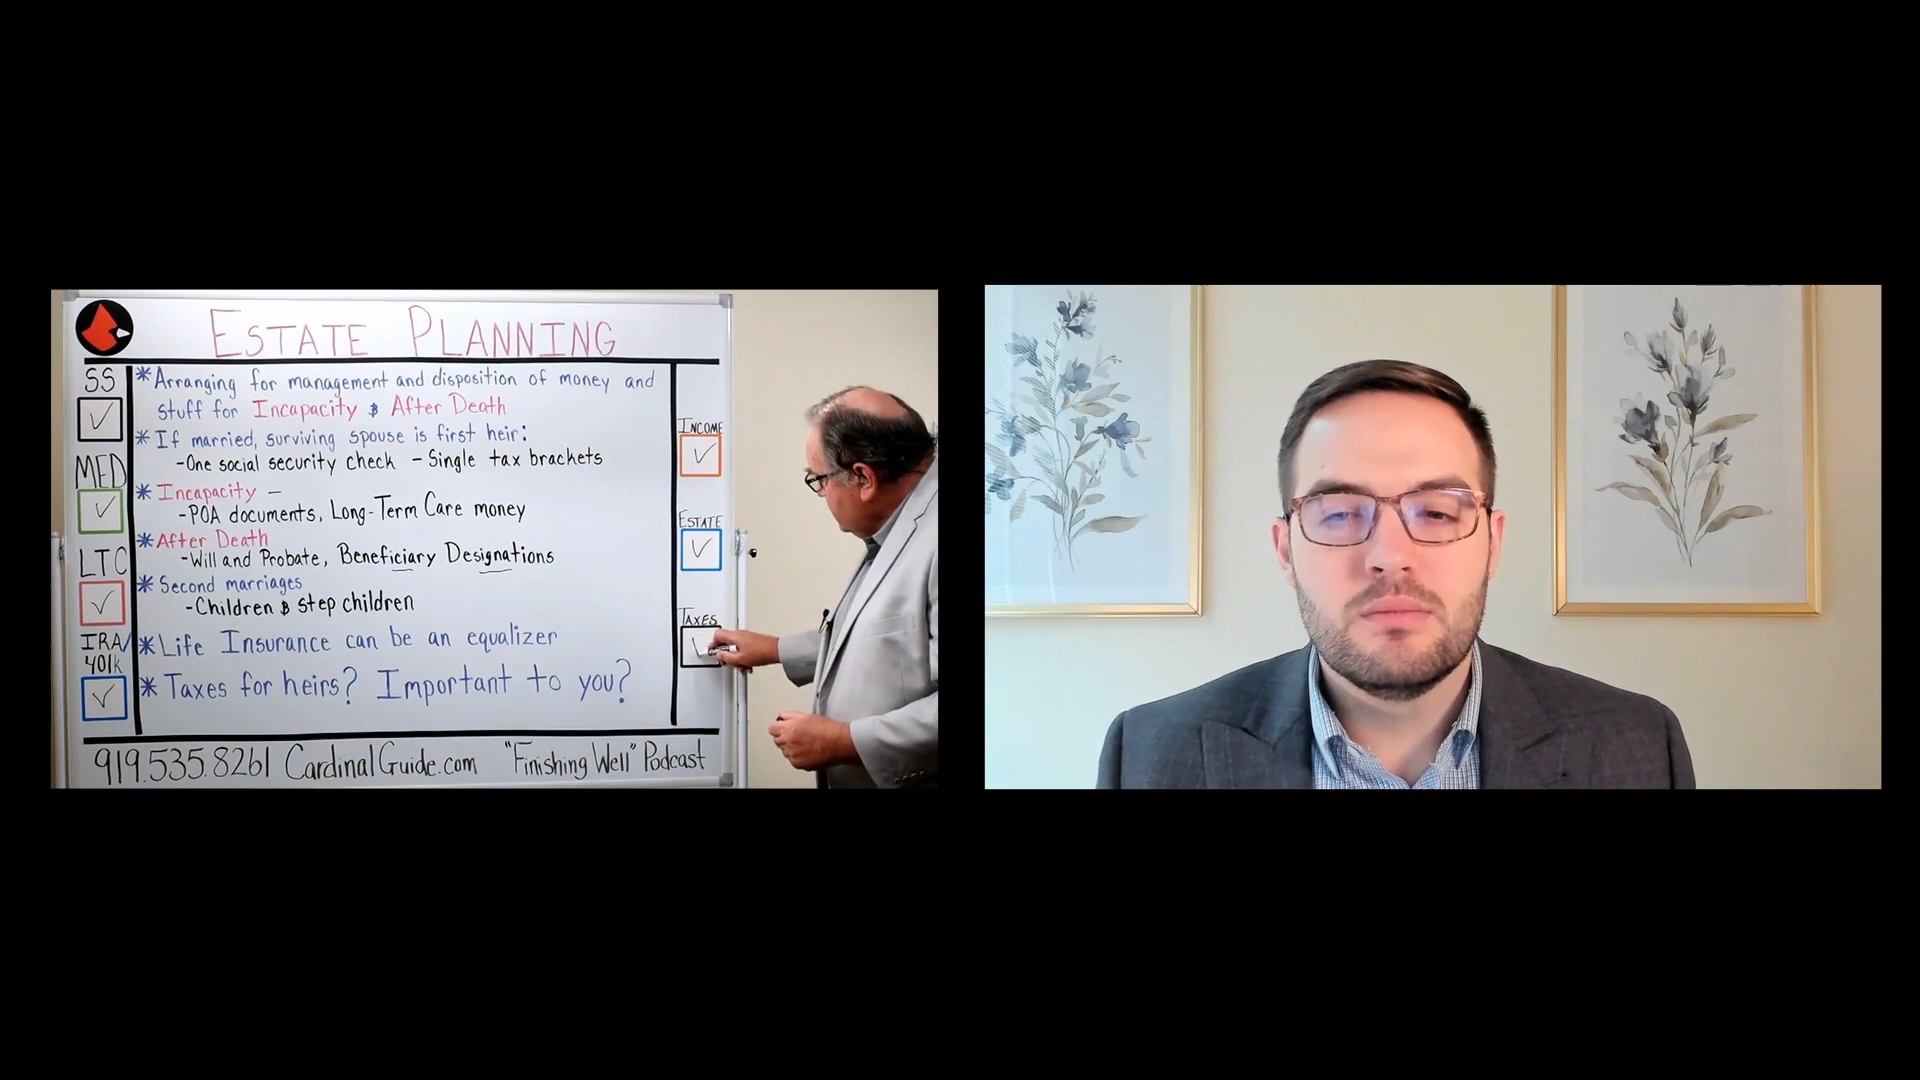 ESTATE PLANNING
SS
MED
LTC
IRA/
401k
* Arranging for management and disposition of money and
stuff for Incapacity & After Death
* If married, surviving spouse is first heir:
-One social security check - Single tax brackets
* Incapacity -
-POA documents, Long-Term Care money
* After Death
-Will and Probate, Beneficiary Designations
* Second marriages
-Children & step children
* Life Insurance can be an equalizer
* Taxes for heirs? Important to you?
INCOME
ESTATE
TAXES
919.535.8261 CardinalGuide.com "Finishing Well" Podcast